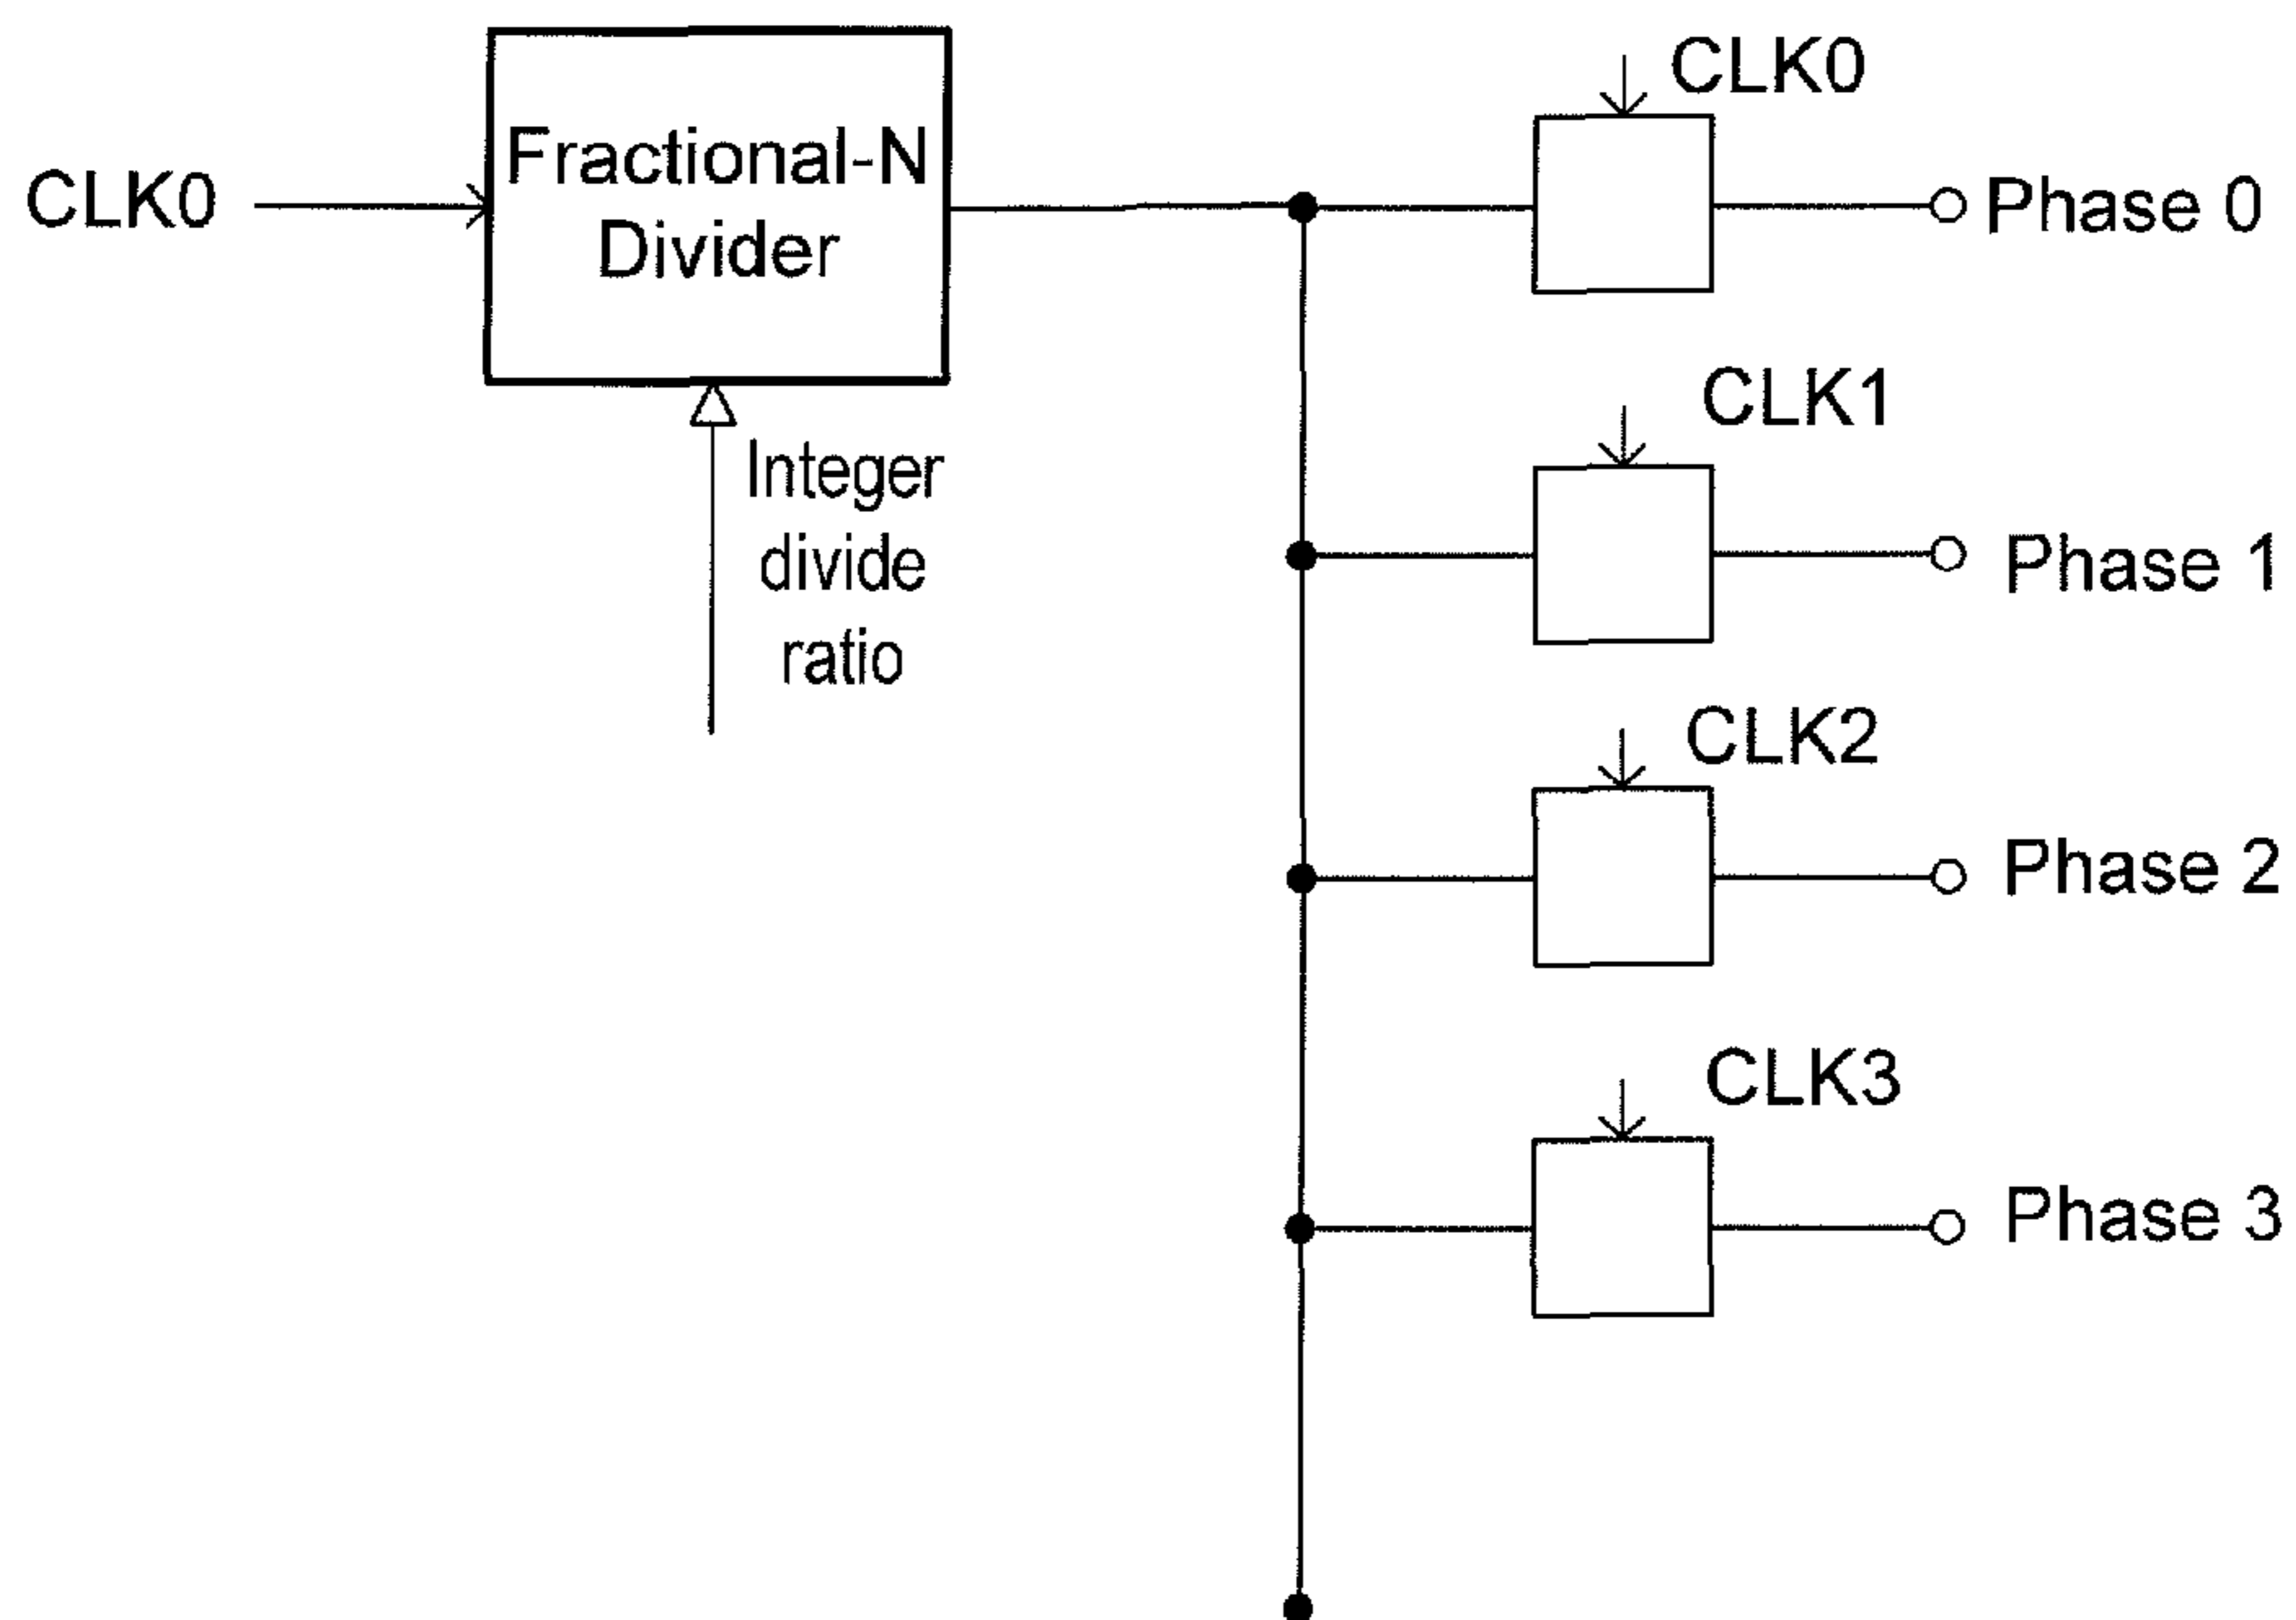 CLK0
Fractional-N
Divider
Integer
divide
ratio
CLK0
Phase 0
CLK1
Phase 1
CLK2
Phase 2
CLK3
Phase 3